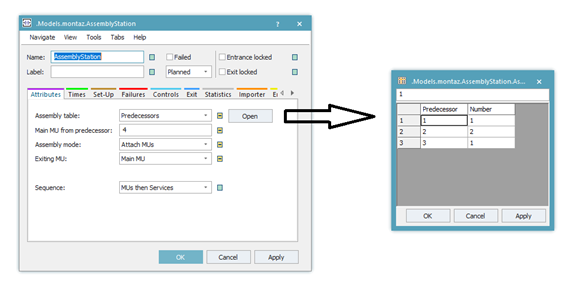 .Models.montaz.AssemblyStation ?
Navigate View Tools Tabs Help
Name: AssemblyStation Failed Entrance locked
Label: Planned Exit locked
Attributes Times Set-Up Failures Controls Exit Statistics Importer
Assembly table: Predecessors Open
Main MU from predecessor: 4
Assembly mode: Attach MUs
Exiting MU: Main MU
Sequence: MUs then Services
OK Cancel Apply
.Models.montaz.AssemblyStation.As...
1
Predecessor Number
1 1 1
2 2 2
3 3 1
OK Cancel Apply